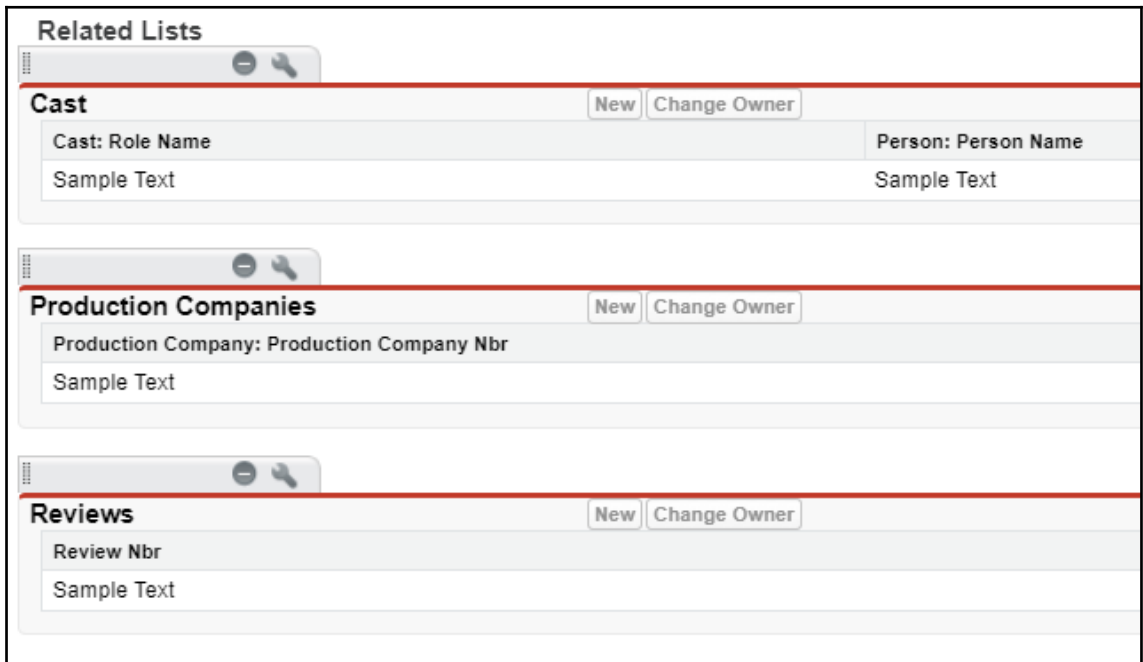 Related Lists
Cast New Change Owner
Cast: Role Name Person: Person Name
Sample Text Sample Text
Production Companies New Change Owner
Production Company: Production Company Nbr
Sample Text
Reviews New Change Owner
Review Nbr
Sample Text